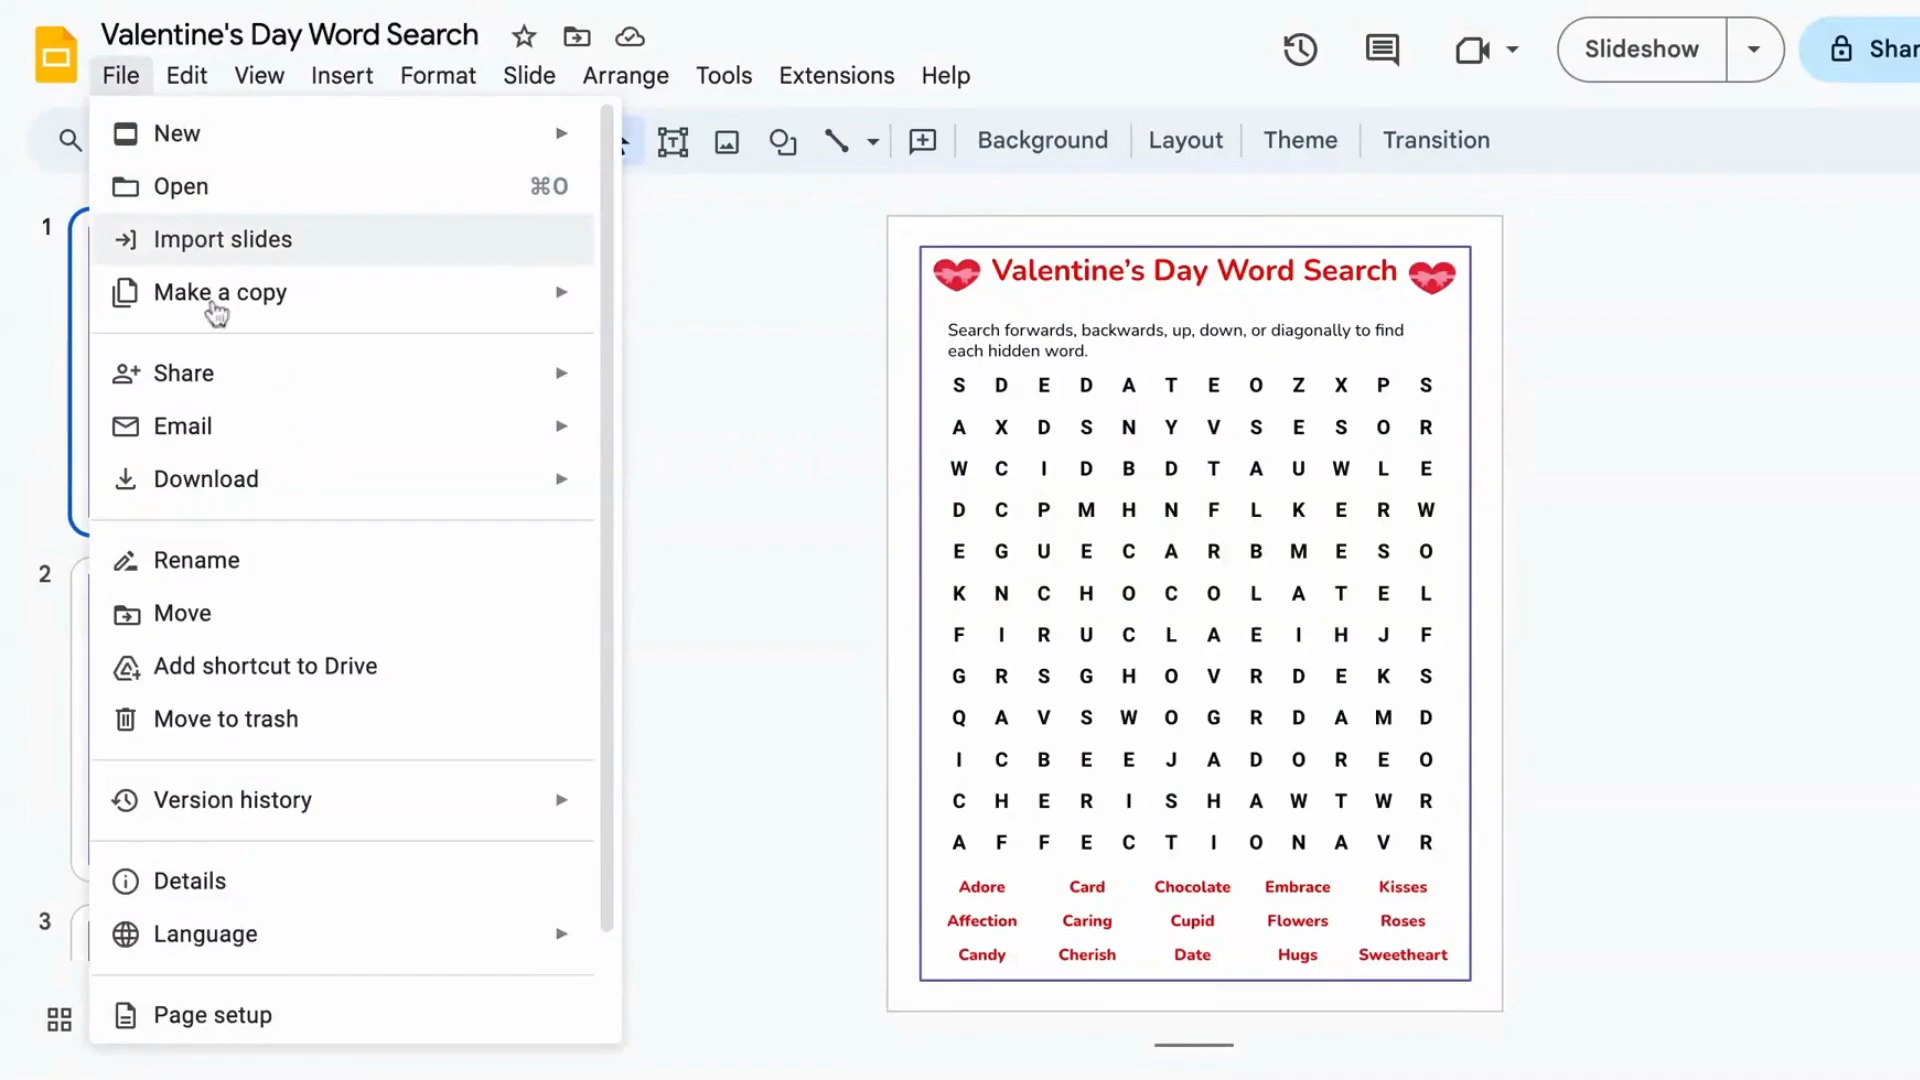 Valentine's Day Word Search
File Edit View Insert Format Slide Arrange Tools Extensions Help
Slideshow
Background Layout Theme Transition
New
Open ⌘O
Import slides
Make a copy
Share
Email
Download
Rename
Move
Add shortcut to Drive
Move to trash
Version history
Details
Language
Page setup
1
2
3
Valentine’s Day Word Search
Search forwards, backwards, up, down, or diagonally to find
each hidden word.
S D E D A T E O Z X P S
A X D S N Y V S E S O R
W C I D B D T A U W L E
D C P M H N F L K E R W
E G U E C A R B M E S O
K N C H O C O L A T E L
F I R U C L A E I H J F
G R S G H O V R D E K S
Q A V S W O G R D A M D
I C B E E J A D O R E O
C H E R I S H A W T W R
A F F E C T I O N A V R
Adore Card Chocolate Embrace Kisses
Affection Caring Cupid Flowers Roses
Candy Cherish Date Hugs Sweetheart